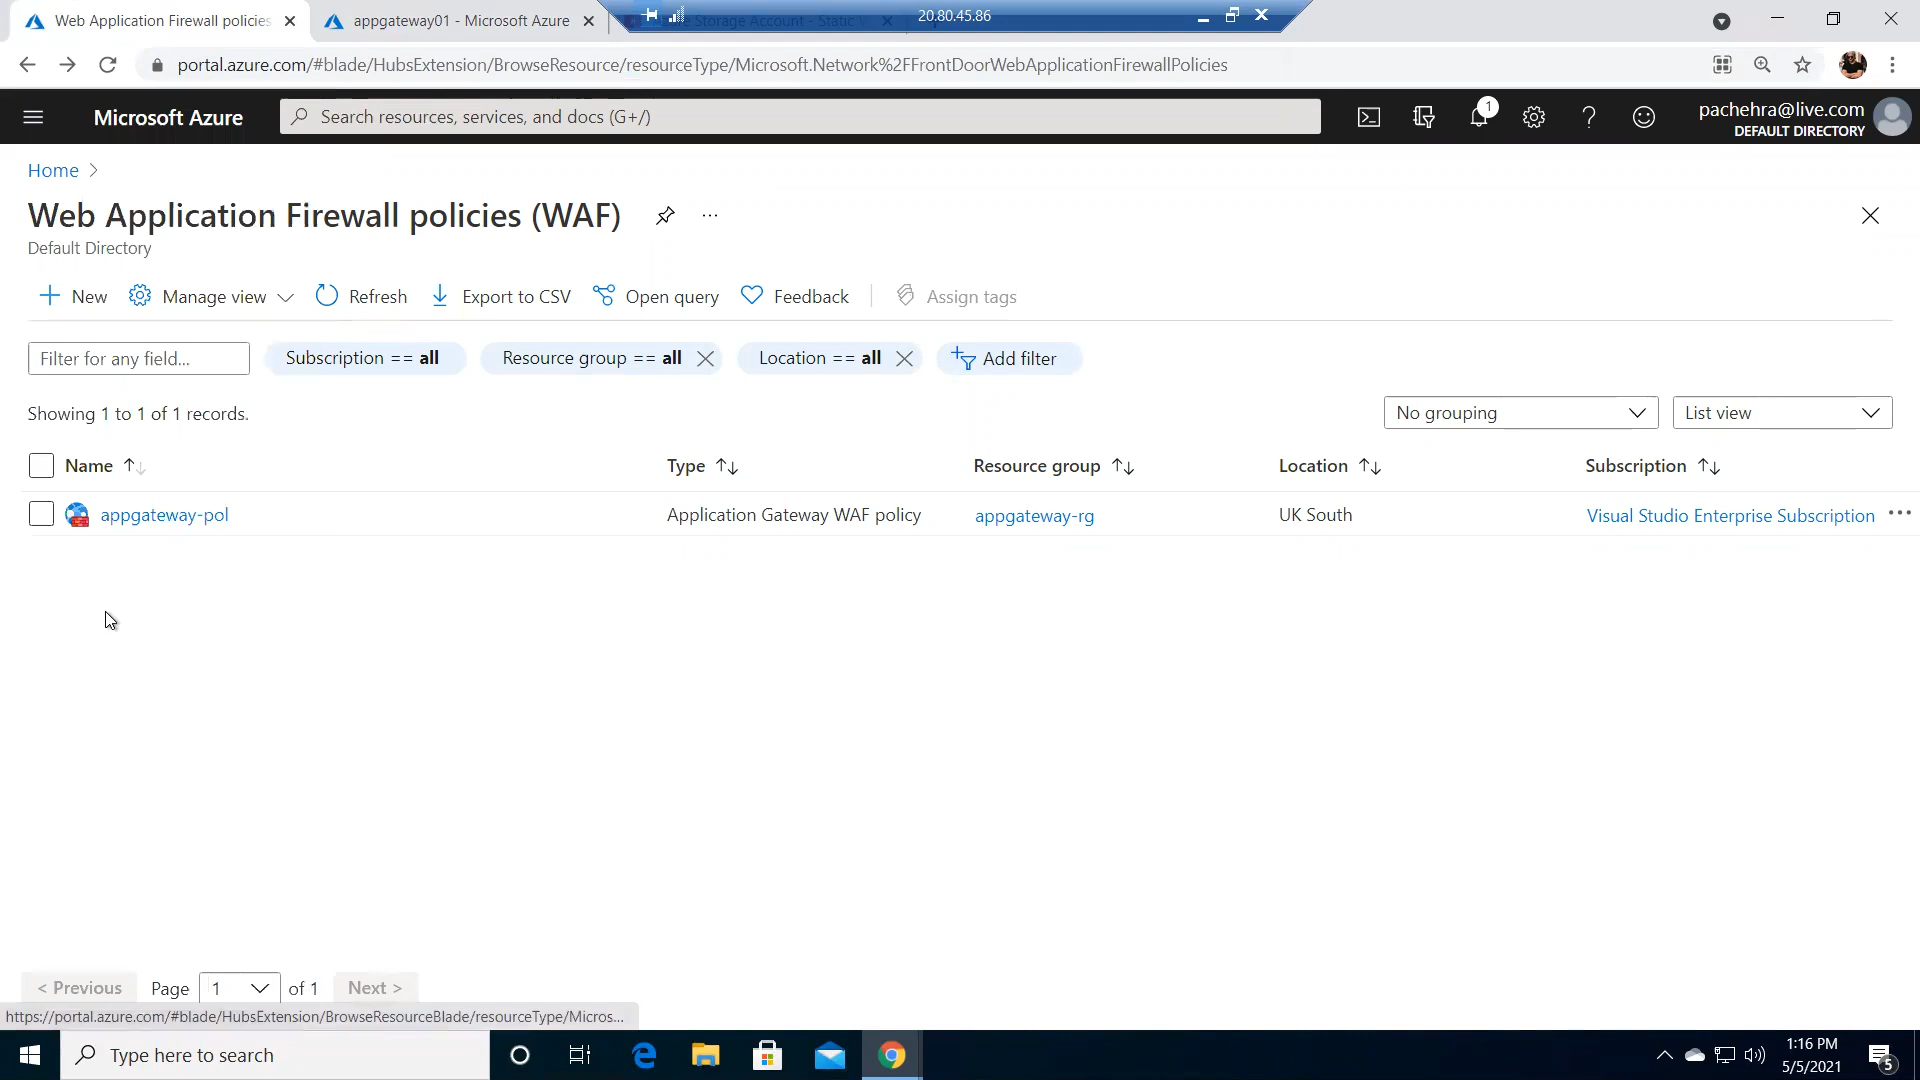 Web Application Firewall policies
appgateway01 - Microsoft Azure
20.80.45.86
Storage Account - Static
portal.azure.com/#blade/HubsExtension/BrowseResource/resourceType/Microsoft.Network%2FFrontDoorWebApplicationFirewallPolicies
Microsoft Azure
Search resources, services, and docs (G+/)
1
pachehra@live.com
DEFAULT DIRECTORY
Home
Web Application Firewall policies (WAF)
...
Default Directory
New
Manage view
Refresh
Export to CSV
Open query
Feedback
Assign tags
Filter for any field...
Subscription == all
Resource group == all
Location == all
Add filter
Showing 1 to 1 of 1 records.
No grouping
List view
Name
Type
Resource group
Location
Subscription
appgateway-pol
Application Gateway WAF policy
appgateway-rg
UK South
Visual Studio Enterprise Subscription
...
< Previous
Page
1
of 1
Next >
https://portal.azure.com/#blade/HubsExtension/BrowseResourceBlade/resourceType/Micros...
Type here to search
1:16 PM
5/5/2021
5